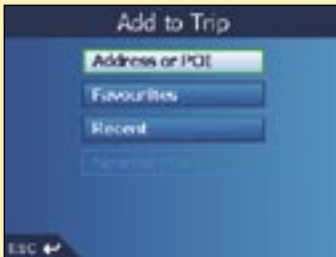 Add to Trip
Address or POI
Favourites
Recent
ESC